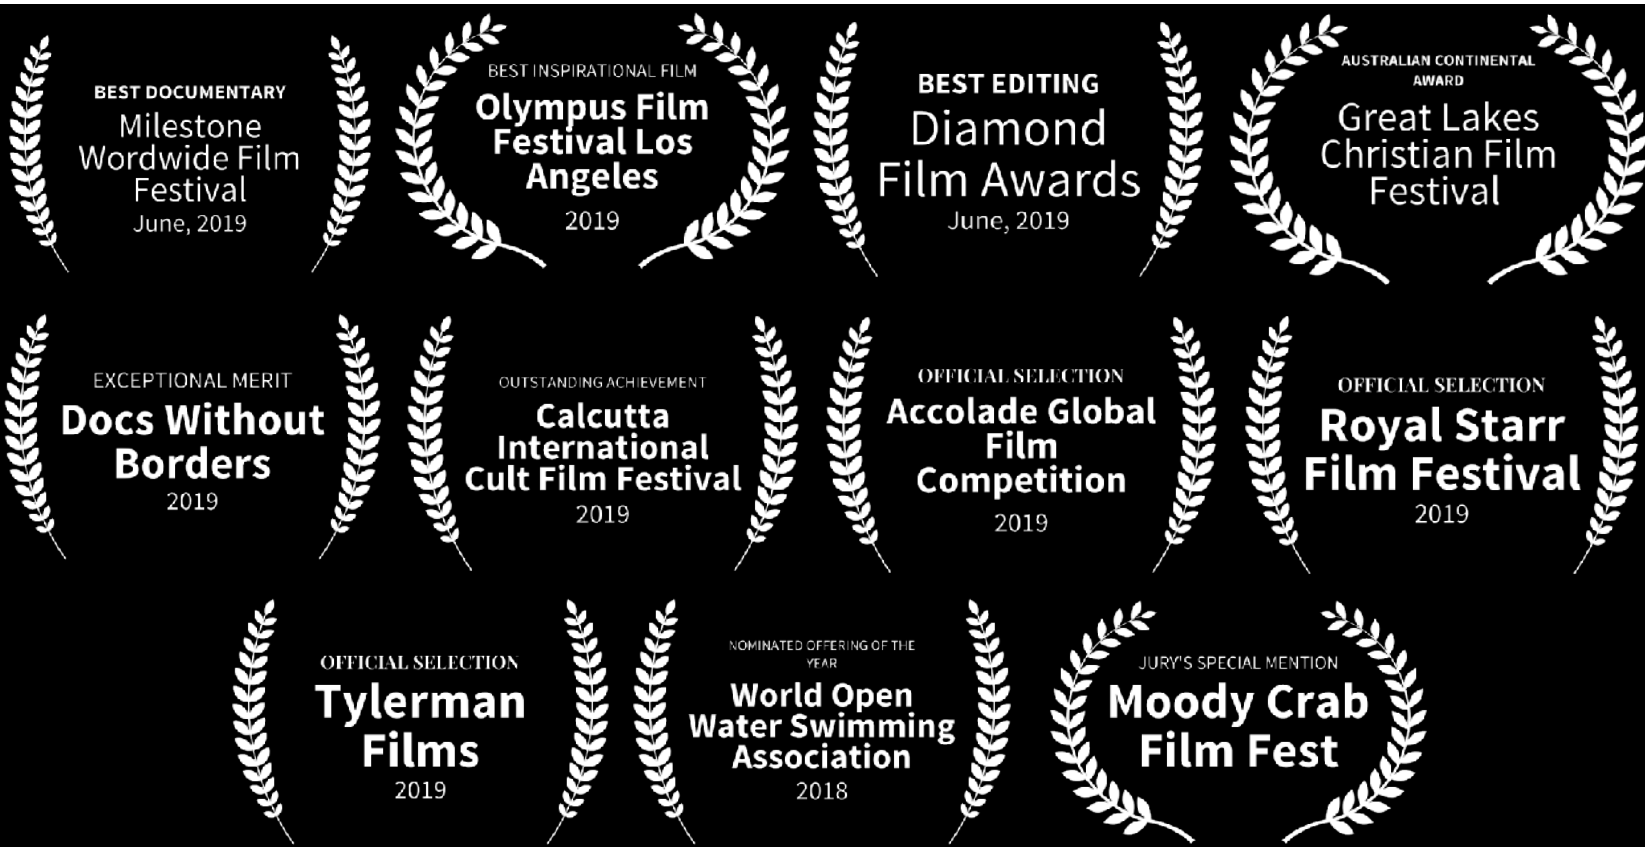 BEST DOCUMENTARY
Milestone
Wordwide Film
Festival
June, 2019
BEST INSPIRATIONAL FILM
Olympus Film
Festival Los
Angeles
2019
BEST EDITING
Diamond
Film Awards
June, 2019
AUSTRALIAN CONTINENTAL
AWARD
Great Lakes
Christian Film
Festival
EXCEPTIONAL MERIT
Docs Without
Borders
2019
OUTSTANDING ACHIEVEMENT
Calcutta
International
Cult Film Festival
2019
OFFICIAL SELECTION
Accolade Global
Film
Competition
2019
OFFICIAL SELECTION
Royal Starr
Film Festival
2019
OFFICIAL SELECTION
Tylerman
Films
2019
NOMINATED OFFERING OF THE
YEAR
World Open
Water Swimming
Association
2018
JURY'S SPECIAL MENTION
Moody Crab
Film Fest